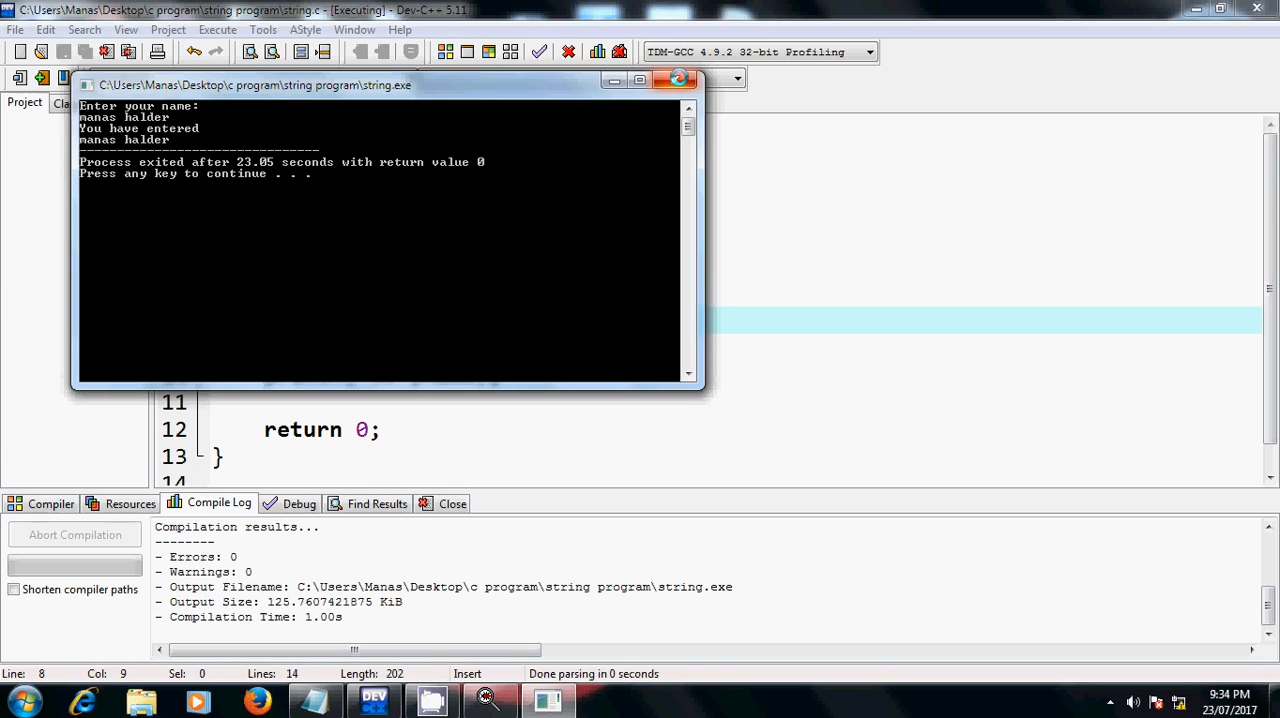 C:\Users\Manas\Desktop\c program\string program\string.c - [Executing] - Dev-C++ 5.11
File Edit Search View Project Execute Tools AStyle Window Help
TDM-GCC 4.9.2 32-bit Profiling
C:\Users\Manas\Desktop\c program\string program\string.exe
Project Cla
Enter your name:
manas halder
You have entered
manas halder
--------------------------------
Process exited after 23.05 seconds with return value 0
Press any key to continue . . .
11
12 return 0;
13 }
14
Compiler Resources Compile Log Debug Find Results Close
Abort Compilation
Shorten compiler paths
Compilation results...
--------
- Errors: 0
- Warnings: 0
- Output Filename: C:\Users\Manas\Desktop\c program\string program\string.exe
- Output Size: 125.7607421875 KiB
- Compilation Time: 1.00s
Line: 8 Col: 9 Sel: 0 Lines: 14 Length: 202 Insert Done parsing in 0 seconds
DEV C++
9:34 PM
23/07/2017